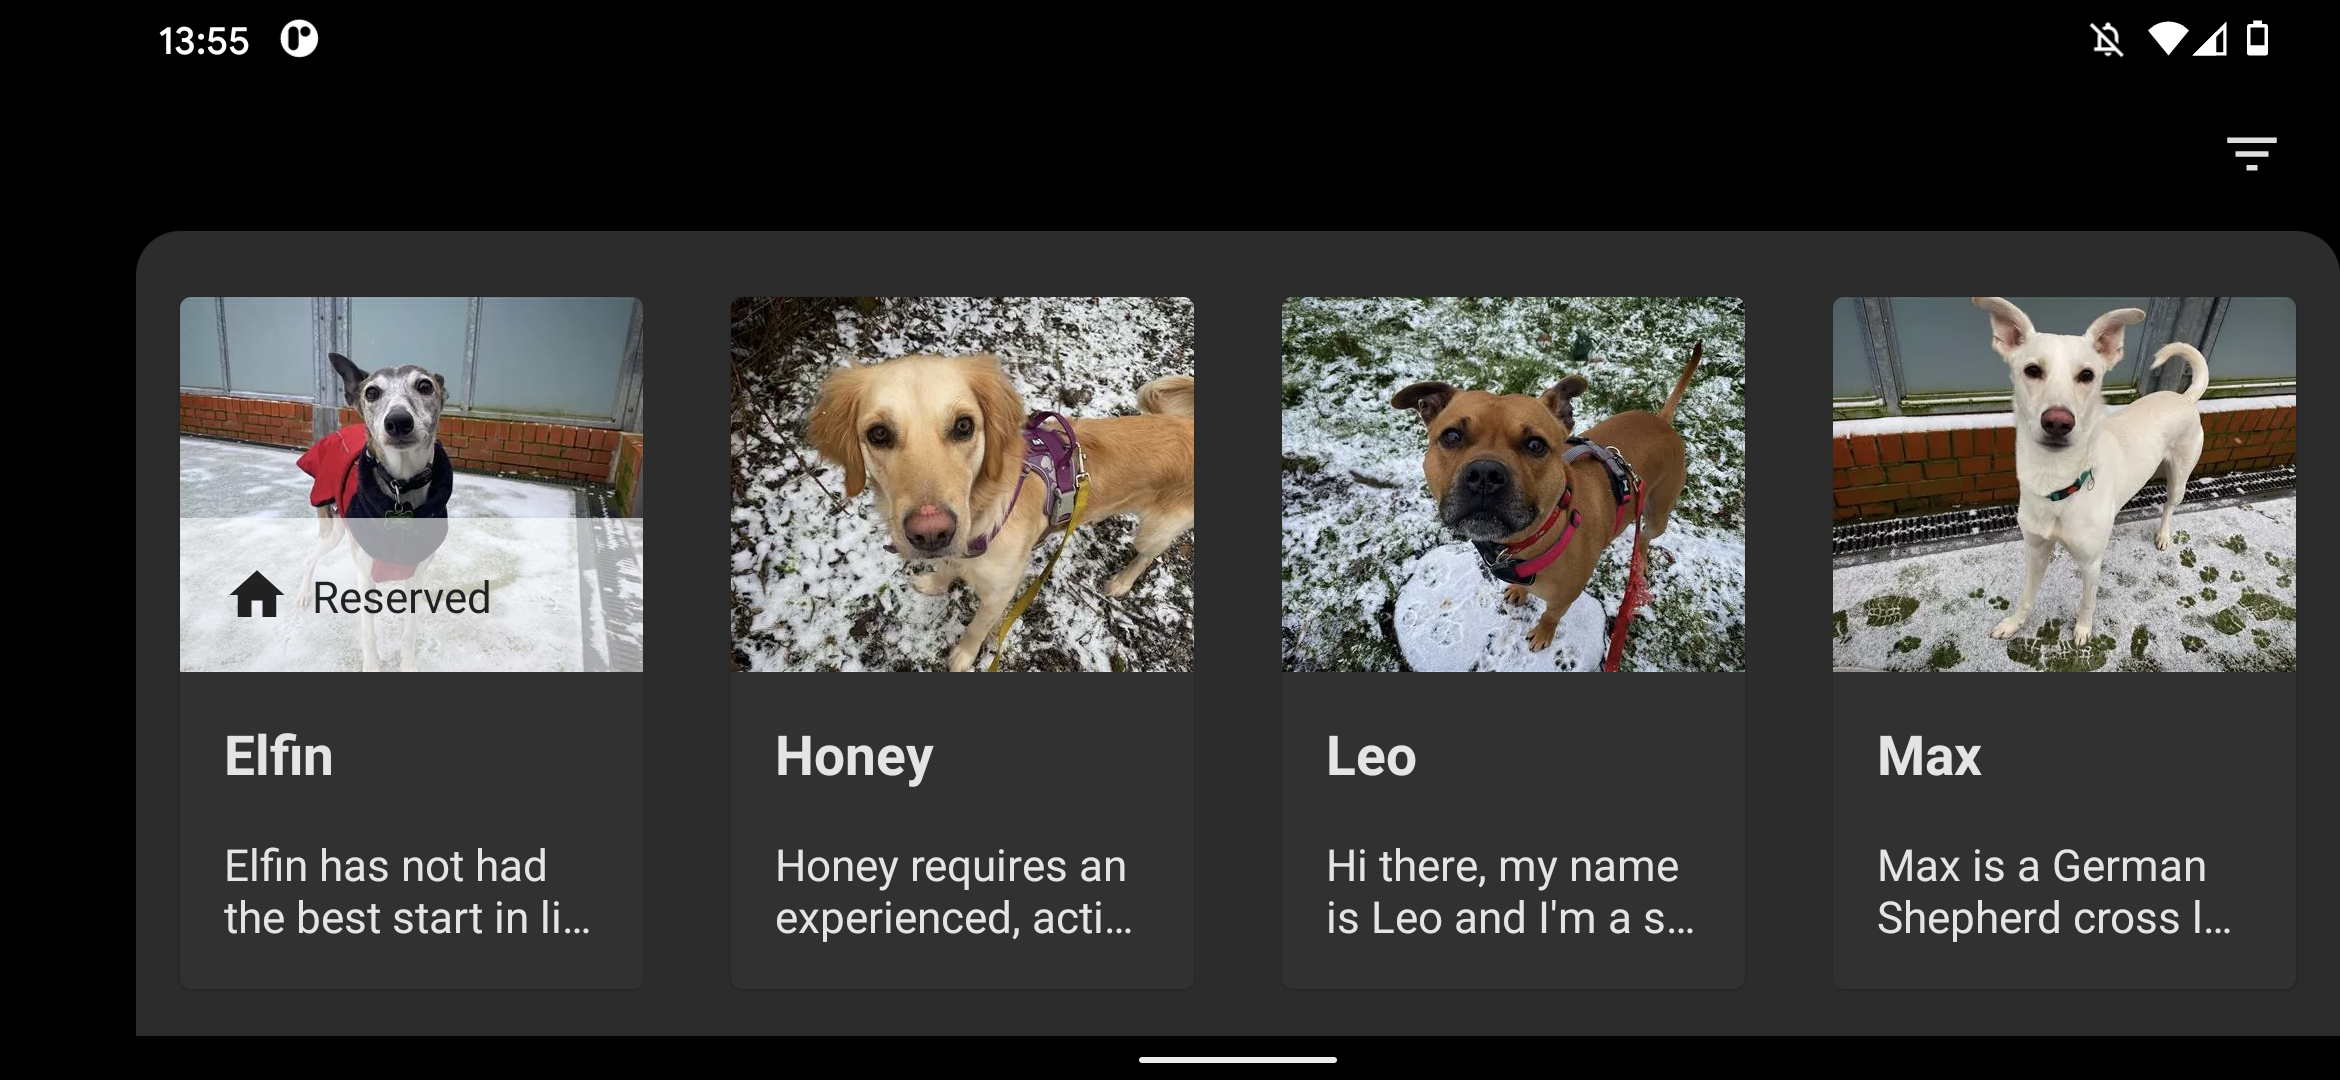 13:55
Reserved
Elfin
Elfin has not had
the best start in li...
Honey
Honey requires an
experienced, acti...
Leo
Hi there, my name
is Leo and I'm a s...
Max
Max is a German
Shepherd cross l...